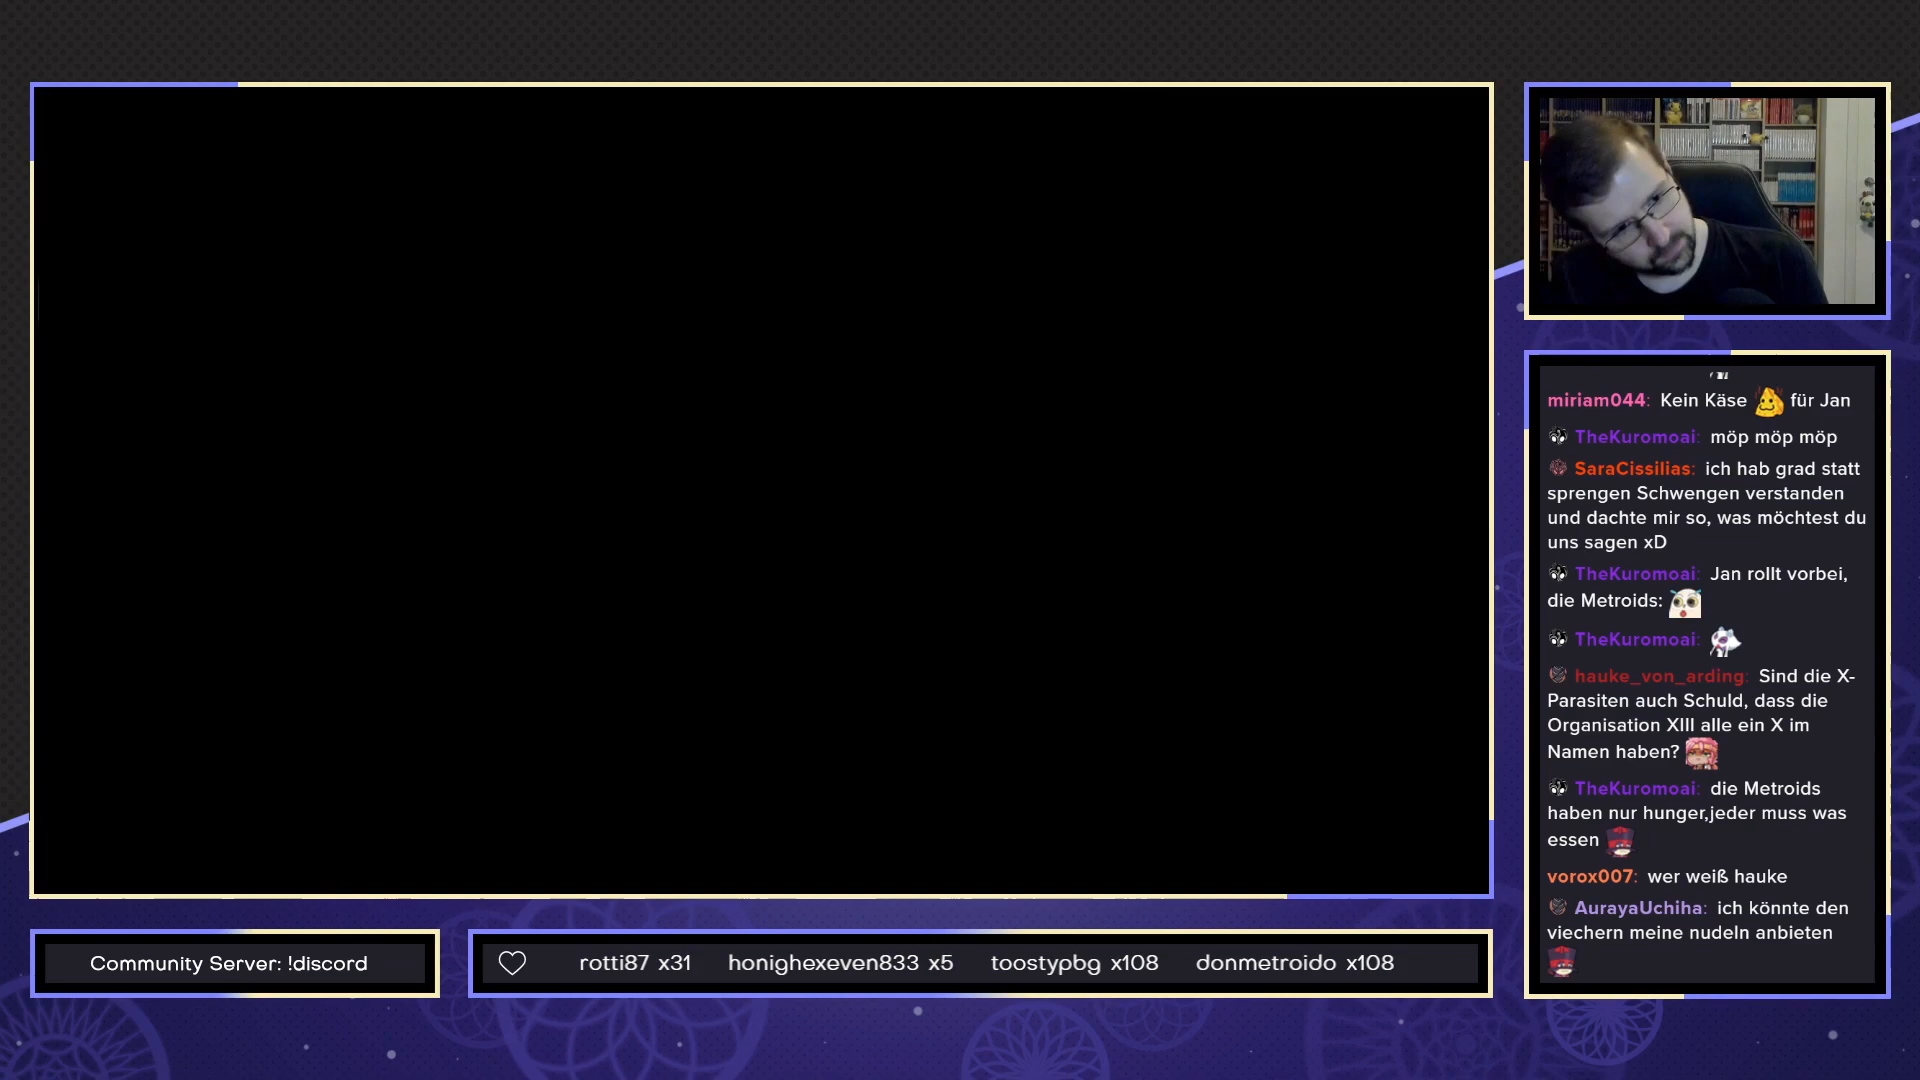 miriam044: Kein Käse für Jan
TheKuromoai: möp möp möp
SaraCissilias: ich hab grad statt
sprengen Schwengen verstanden
und dachte mir so, was möchtest du
uns sagen xD
TheKuromoai: Jan rollt vorbei,
die Metroids:
TheKuromoai:
hauke_von_arding: Sind die X-
Parasiten auch Schuld, dass die
Organisation XIII alle ein X im
Namen haben?
TheKuromoai: die Metroids
haben nur hunger,jeder muss was
essen
vorox007: wer weiß hauke
AurayaUchiha: ich könnte den
viechern meine nudeln anbieten
Community Server: !discord
rotti87 x31 honighexeven833 x5 toostypbg x108 donmetroido x108